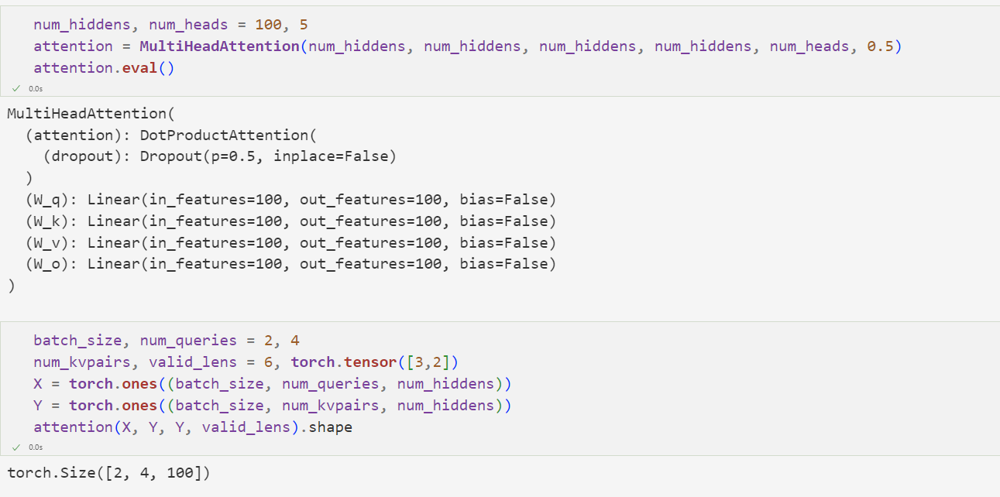 num_hiddens, num_heads = 100, 5
attention = MultiHeadAttention(num_hiddens, num_hiddens, num_hiddens, num_hiddens, num_heads, 0.5)
attention.eval()
✓ 0.0s
MultiHeadAttention(
  (attention): DotProductAttention(
    (dropout): Dropout(p=0.5, inplace=False)
  )
  (W_q): Linear(in_features=100, out_features=100, bias=False)
  (W_k): Linear(in_features=100, out_features=100, bias=False)
  (W_v): Linear(in_features=100, out_features=100, bias=False)
  (W_o): Linear(in_features=100, out_features=100, bias=False)
)
batch_size, num_queries = 2, 4
num_kvpairs, valid_lens = 6, torch.tensor([3,2])
X = torch.ones((batch_size, num_queries, num_hiddens))
Y = torch.ones((batch_size, num_kvpairs, num_hiddens))
attention(X, Y, Y, valid_lens).shape
✓ 0.0s
torch.Size([2, 4, 100])